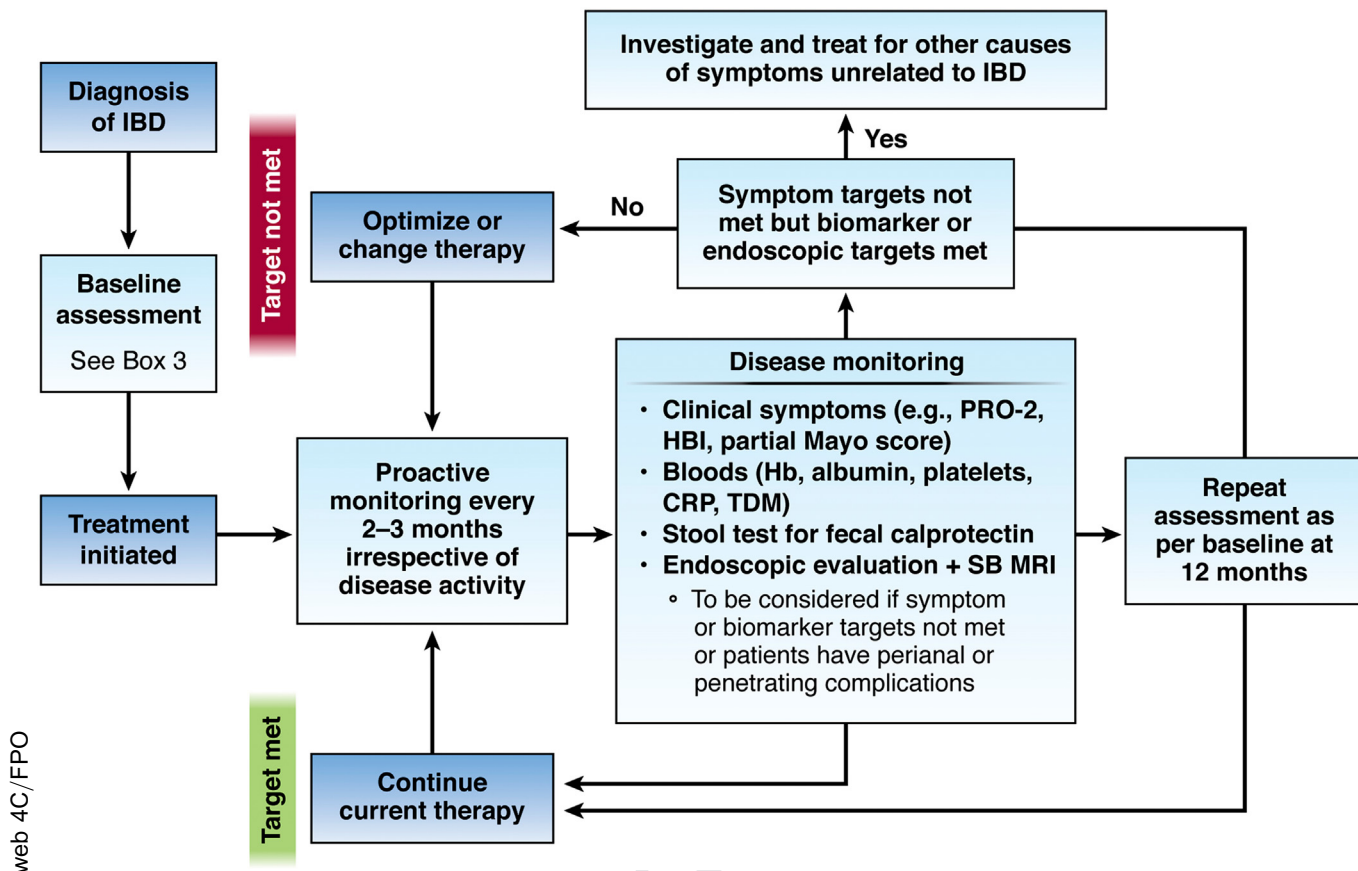 Investigate and treat for other causes
of symptoms unrelated to IBD
Diagnosis
of IBD
Yes
Target not met
Symptom targets not
met but biomarker or
endoscopic targets met
No
Optimize or
change therapy
Baseline
assessment
See Box 3
Disease monitoring
• Clinical symptoms (e.g., PRO-2,
HBI, partial Mayo score)
• Bloods (Hb, albumin, platelets,
CRP, TDM)
• Stool test for fecal calprotectin
• Endoscopic evaluation + SB MRI
∘ To be considered if symptom
or biomarker targets not met
or patients have perianal or
penetrating complications
Proactive
monitoring every
2–3 months
irrespective of
disease activity
Repeat
assessment as
per baseline at
12 months
Treatment
initiated
Target met
Continue
current therapy
web 4C/FPO